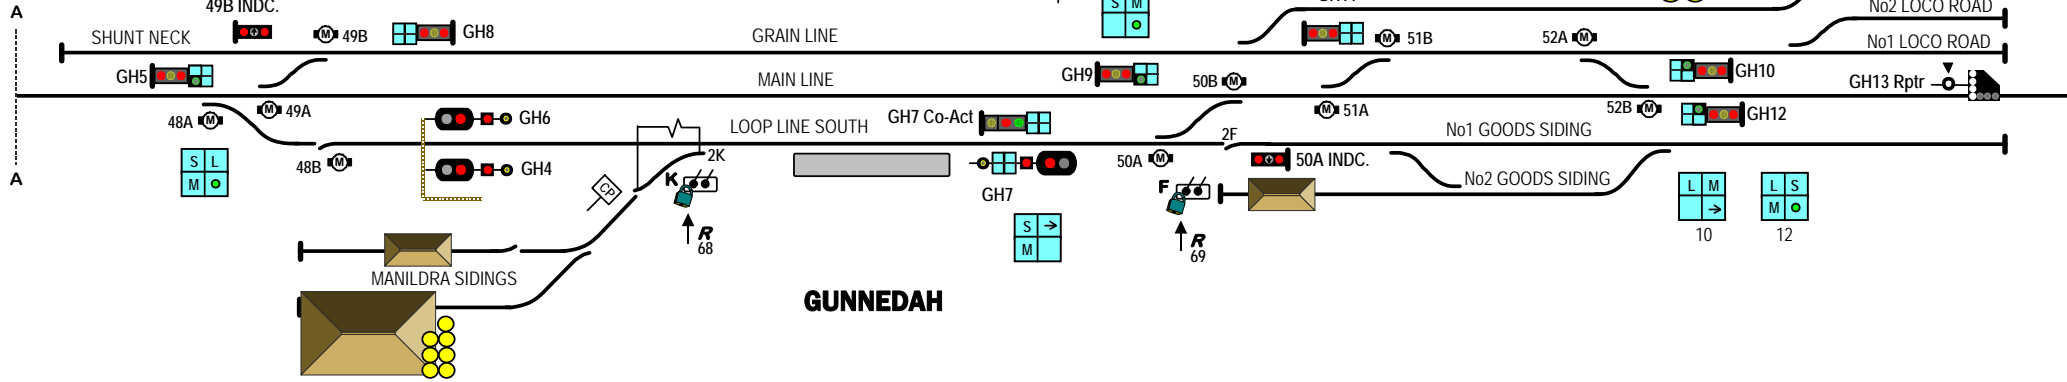 A
49B INDC.
S M
No2 LOCO ROAD
SHUNT NECK
49B
GH8
GRAIN LINE
51B
52A
No1 LOCO ROAD
GH5
MAIN LINE
GH9
50B
GH10
GH13 Rptr
48A
49A
GH6
LOOP LINE SOUTH
GH7 Co-Act
51A
52B
GH12
No1 GOODS SIDING
2F
A
S L
M
48B
GH4
2K
50A
50A INDC.
CP
K
GH7
F
No2 GOODS SIDING
L M
L S
M
R
68
S →
M
R
69
10
12
MANILDRA SIDINGS
GUNNEDAH